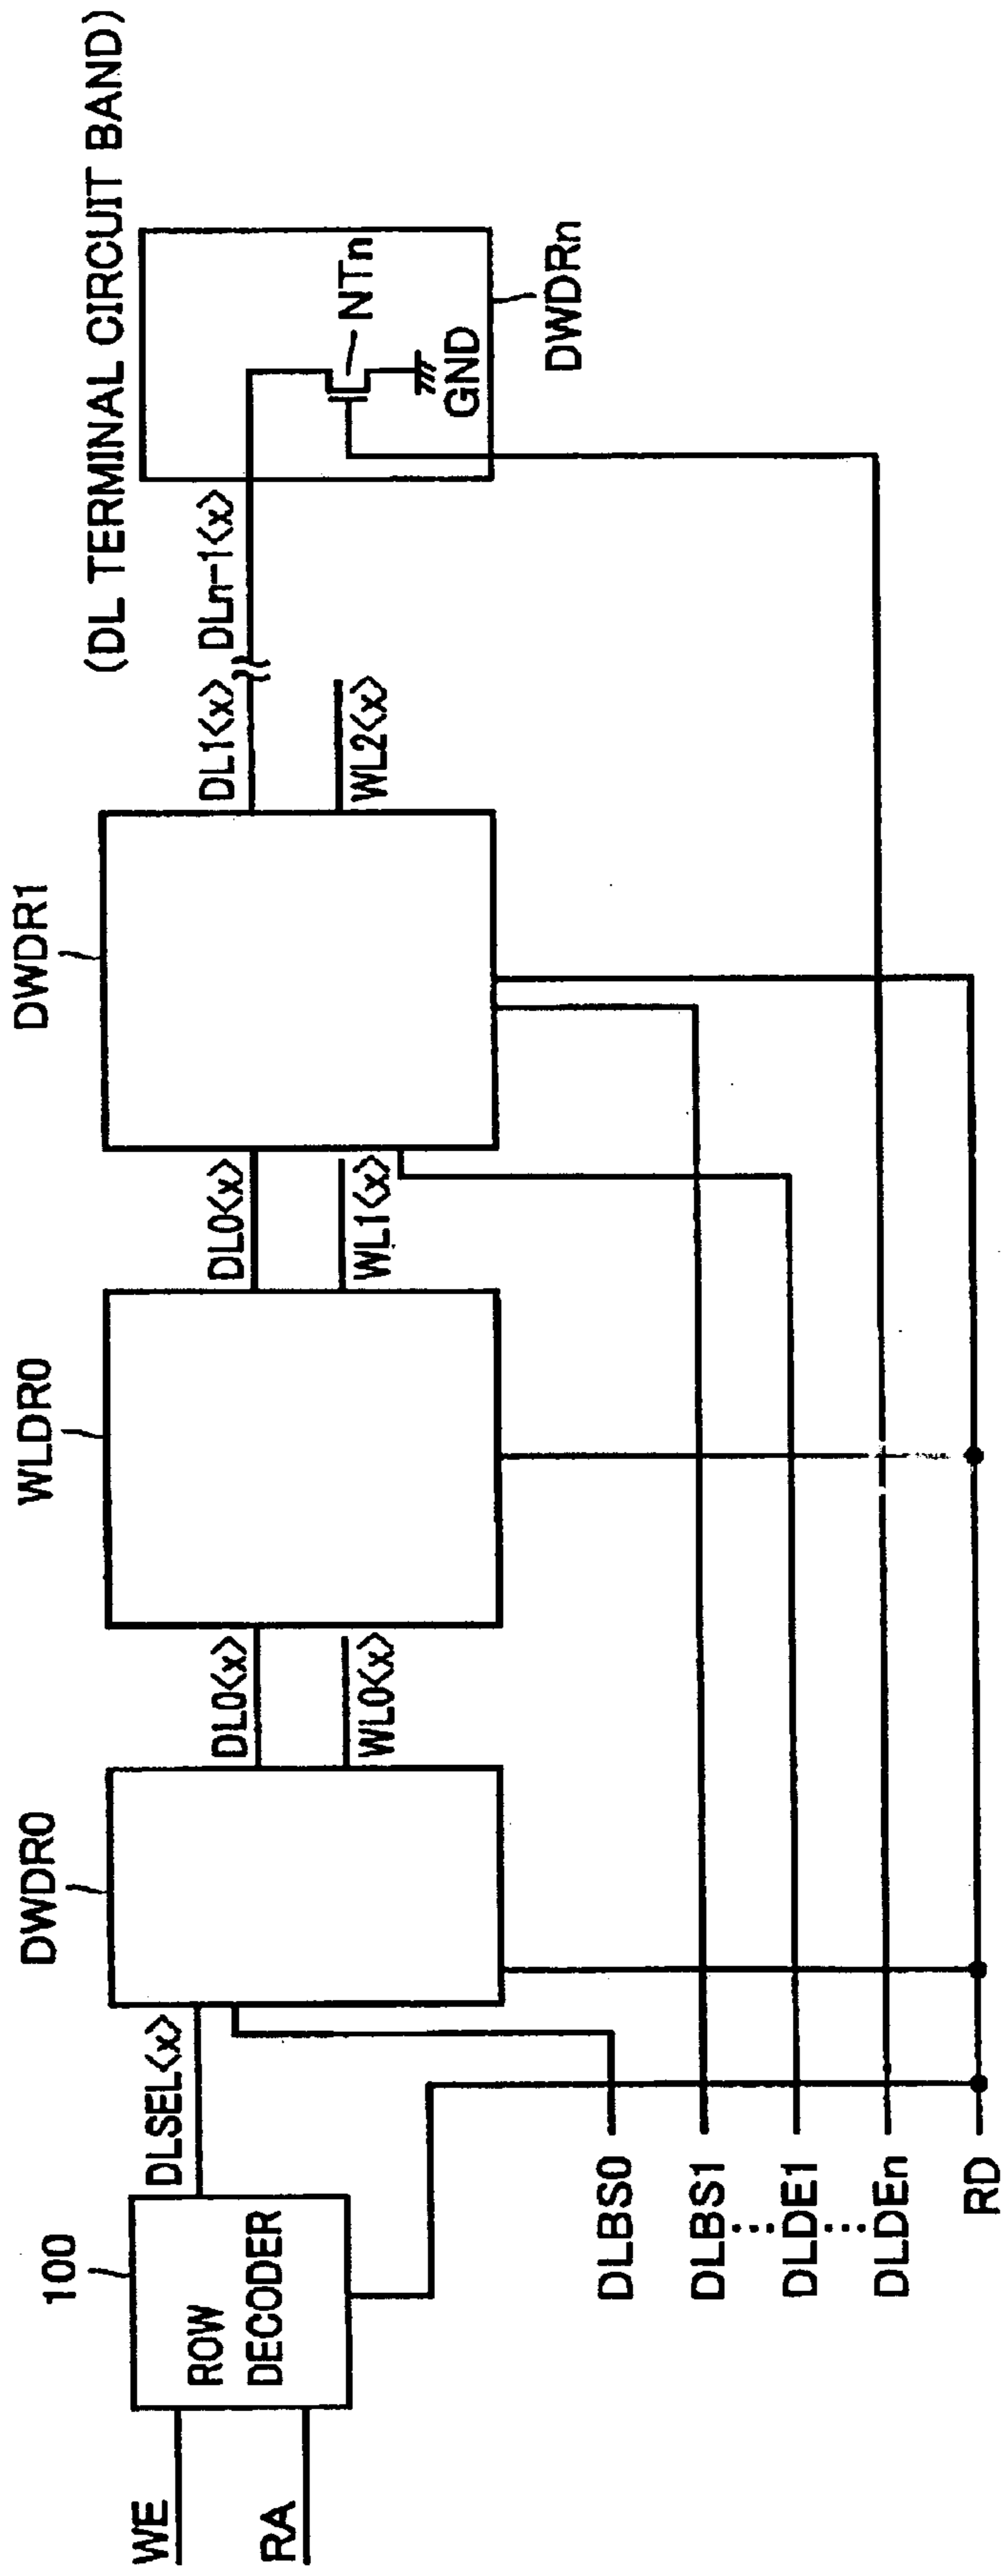 (DL TERMINAL CIRCUIT BAND)
DWDR0
WLDR0
DWDR1
100
DLSEL<x>
DL0<x>
DL0<x>
DL1<x>
DLn-1<x>
WE
RA
ROW
DECODER
WL0<x>
WL1<x>
WL2<x>
NTn
GND
DWDRn
DLBS0
DLBS1
DLDE1
DLDEn
RD